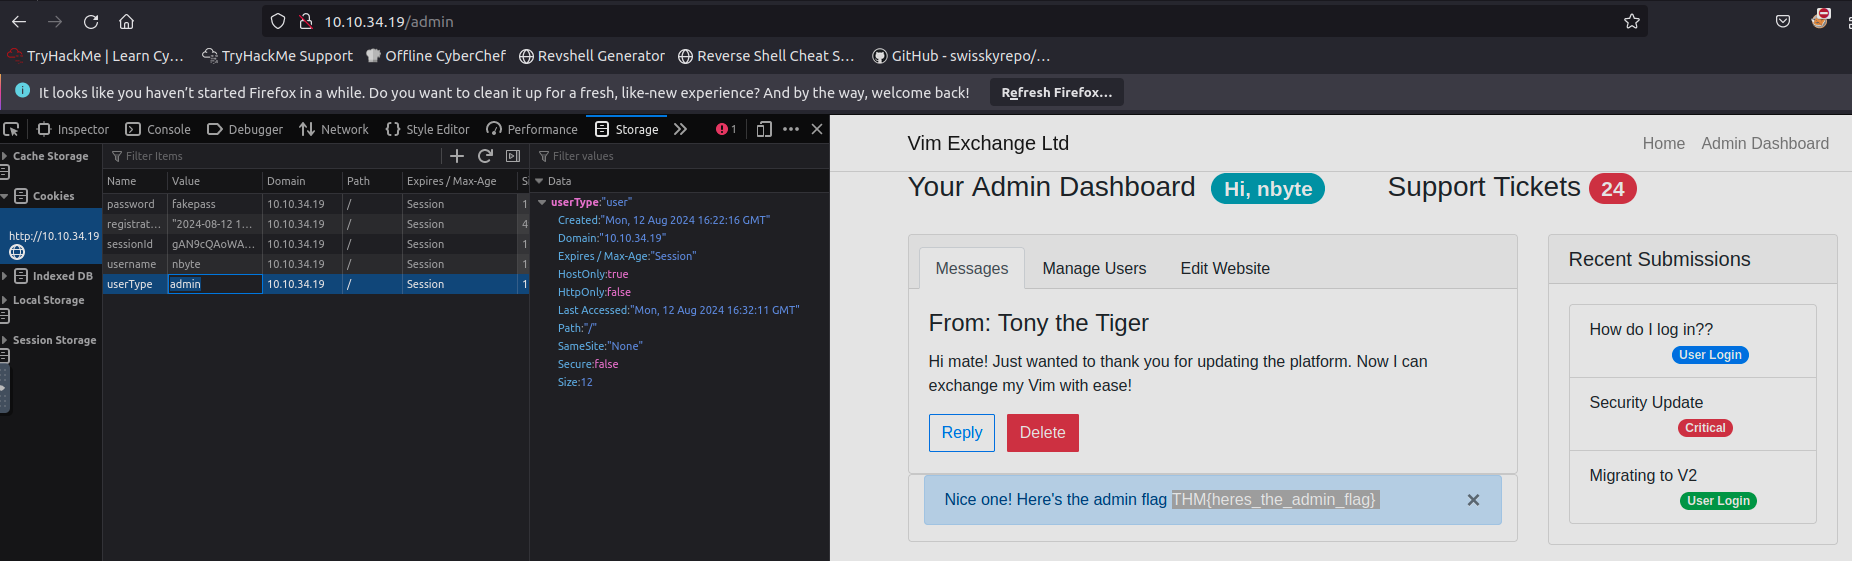 10.10.34.19/admin
TryHackMe | Learn Cy... TryHackMe Support Offline CyberChef Revshell Generator Reverse Shell Cheat S... GitHub - swisskyrepo/...
It looks like you haven't started Firefox in a while. Do you want to clean it up for a fresh, like-new experience? And by the way, welcome back! Refresh Firefox...
Inspector Console Debugger Network Style Editor Performance Storage 1
Cache Storage
Cookies
http://10.10.34.19
Indexed DB
Local Storage
Session Storage
Filter Items
Name Value Domain Path Expires / Max-Age S
password fakepass 10.10.34.19 / Session 1
registrat... "2024-08-12 1... 10.10.34.19 / Session 4
sessionId gAN9cQAoWA... 10.10.34.19 / Session 1
username nbyte 10.10.34.19 / Session 1
userType admin 10.10.34.19 / Session 1
Filter values
Data
userType:"user"
Created:"Mon, 12 Aug 2024 16:22:16 GMT"
Domain:"10.10.34.19"
Expires / Max-Age:"Session"
HostOnly:true
HttpOnly:false
Last Accessed:"Mon, 12 Aug 2024 16:32:11 GMT"
Path:"/"
SameSite:"None"
Secure:false
Size:12
Vim Exchange Ltd
Home Admin Dashboard
Your Admin Dashboard Hi, nbyte
Support Tickets 24
Messages Manage Users Edit Website
From: Tony the Tiger
Hi mate! Just wanted to thank you for updating the platform. Now I can
exchange my Vim with ease!
Reply Delete
Nice one! Here's the admin flag THM{heres_the_admin_flag}
Recent Submissions
How do I log in??
User Login
Security Update
Critical
Migrating to V2
User Login